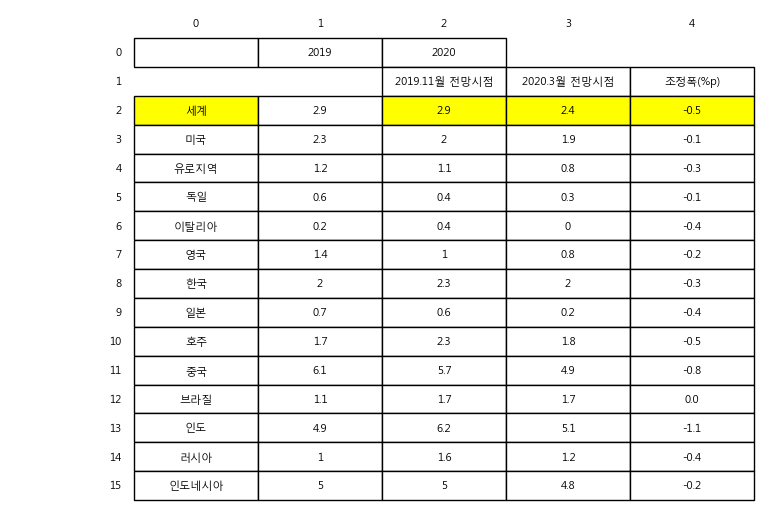 0 1 2 3 4
0 2019 2020
1 2019.11월 전망시점 2020.3월 전망시점 조정폭(%p)
2 세계 2.9 2.9 2.4 -0.5
3 미국 2.3 2 1.9 -0.1
4 유로지역 1.2 1.1 0.8 -0.3
5 독일 0.6 0.4 0.3 -0.1
6 이탈리아 0.2 0.4 0 -0.4
7 영국 1.4 1 0.8 -0.2
8 한국 2 2.3 2 -0.3
9 일본 0.7 0.6 0.2 -0.4
10 호주 1.7 2.3 1.8 -0.5
11 중국 6.1 5.7 4.9 -0.8
12 브라질 1.1 1.7 1.7 0.0
13 인도 4.9 6.2 5.1 -1.1
14 러시아 1 1.6 1.2 -0.4
15 인도네시아 5 5 4.8 -0.2